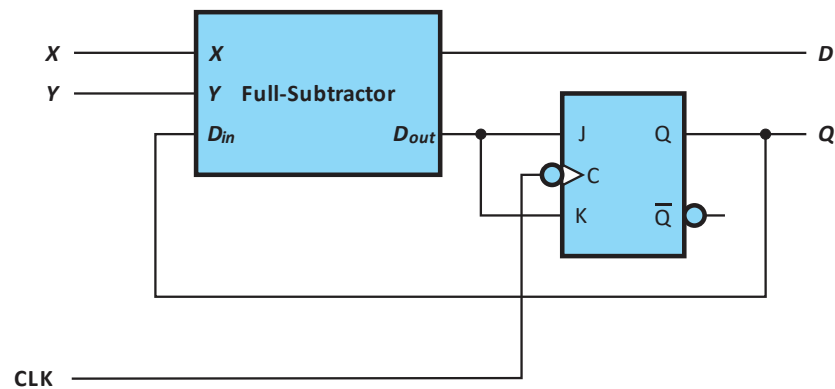 X
X
D
Y
Y
Full-Subtractor
D_in
D_out
J
Q
Q
C
K
Q̅
CLK